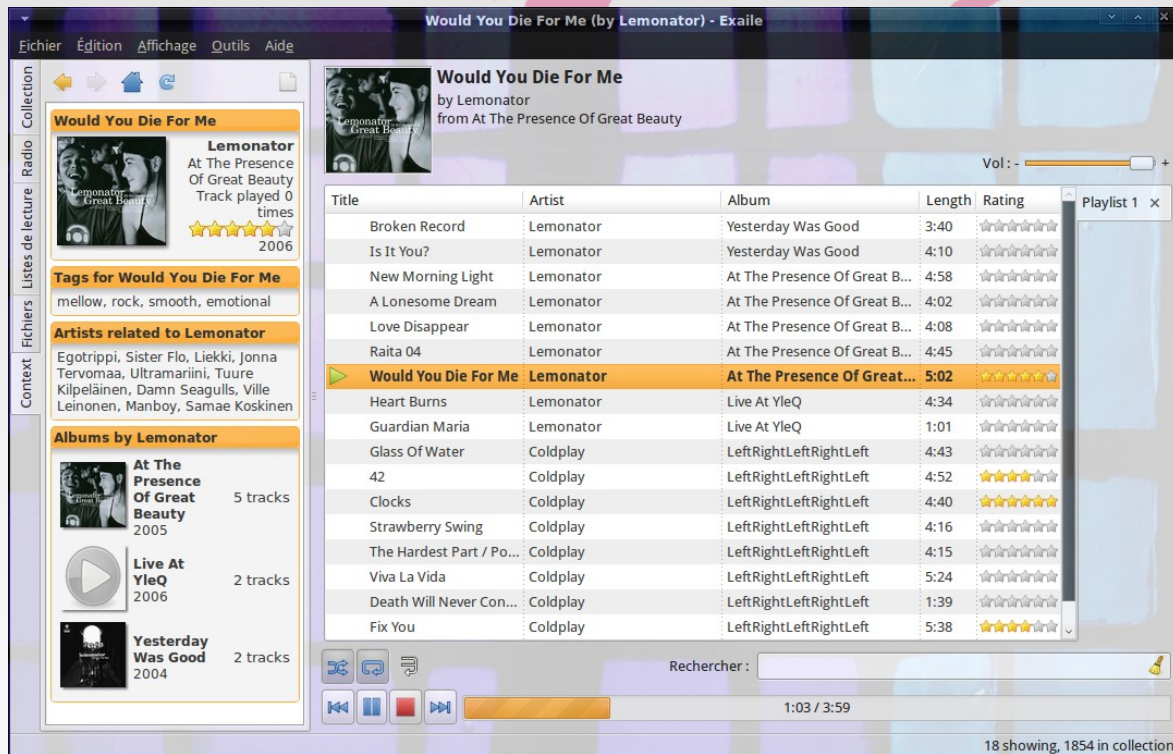 Would You Die For Me (by Lemonator) - Exaile
Fichier Édition Affichage Outils Aide
Collection
Radio
Listes de lecture
Fichiers
Context
Would You Die For Me
Lemonator
Great Beauty
Lemonator
At The Presence
Of Great Beauty
Track played 0
times
2006
Tags for Would You Die For Me
mellow, rock, smooth, emotional
Artists related to Lemonator
Egotrippi, Sister Flo, Liekki, Jonna
Tervomaa, Ultramariini, Tuure
Kilpeläinen, Damn Seagulls, Ville
Leinonen, Manboy, Samae Koskinen
Albums by Lemonator
At The
Presence
Of Great
Beauty
2005
5 tracks
Live At
YleQ
2006
2 tracks
Yesterday
Was Good
2004
2 tracks
Lemonator
Great Beauty
Would You Die For Me
by Lemonator
from At The Presence Of Great Beauty
Vol : - +
Title Artist Album Length Rating
Broken Record Lemonator Yesterday Was Good 3:40
Is It You? Lemonator Yesterday Was Good 4:10
New Morning Light Lemonator At The Presence Of Great B... 4:58
A Lonesome Dream Lemonator At The Presence Of Great B... 4:02
Love Disappear Lemonator At The Presence Of Great B... 4:08
Raita 04 Lemonator At The Presence Of Great B... 4:45
Would You Die For Me Lemonator At The Presence Of Great... 5:02
Heart Burns Lemonator Live At YleQ 4:34
Guardian Maria Lemonator Live At YleQ 1:01
Glass Of Water Coldplay LeftRightLeftRightLeft 4:43
42 Coldplay LeftRightLeftRightLeft 4:52
Clocks Coldplay LeftRightLeftRightLeft 4:40
Strawberry Swing Coldplay LeftRightLeftRightLeft 4:16
The Hardest Part / Po... Coldplay LeftRightLeftRightLeft 4:15
Viva La Vida Coldplay LeftRightLeftRightLeft 5:24
Death Will Never Con... Coldplay LeftRightLeftRightLeft 1:39
Fix You Coldplay LeftRightLeftRightLeft 5:38
Playlist 1
Rechercher :
1:03 / 3:59
18 showing, 1854 in collection